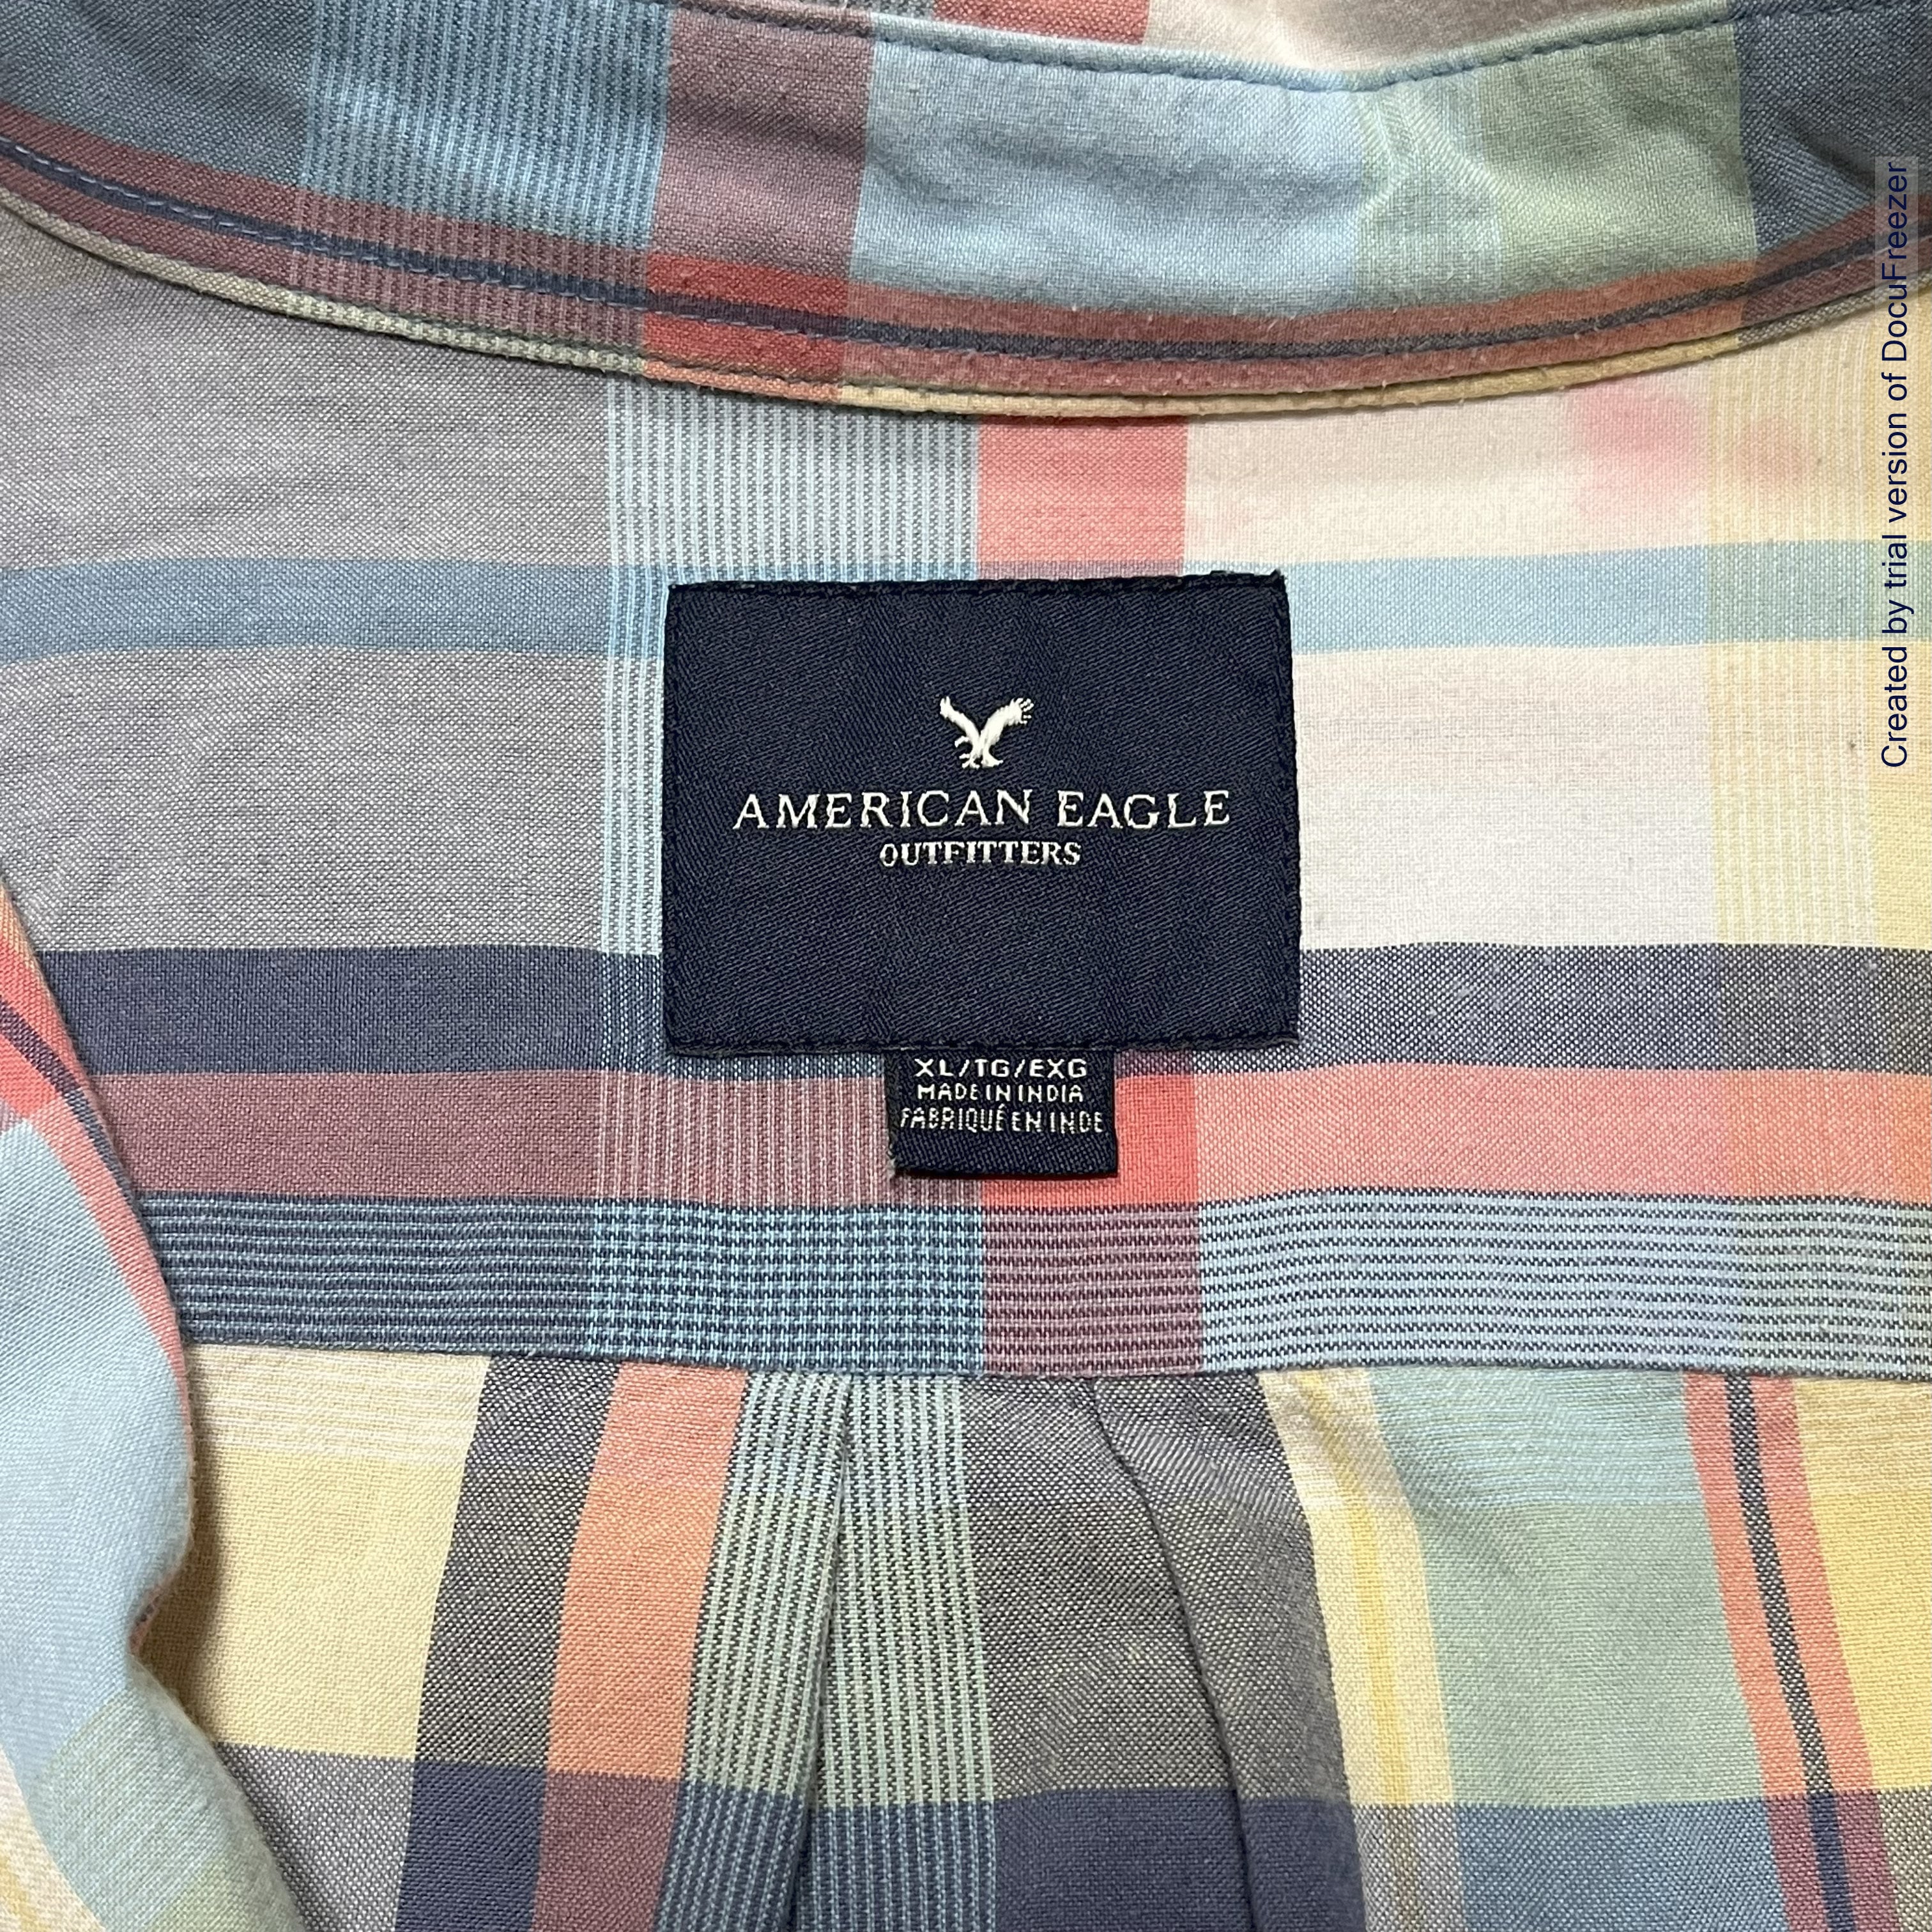 AMERICAN EAGLE
OUTFITTERS
XL/TG/EXG
MADE IN INDIA
FABRIQUÉ EN INDE
Created by trial version of DocuFreezer